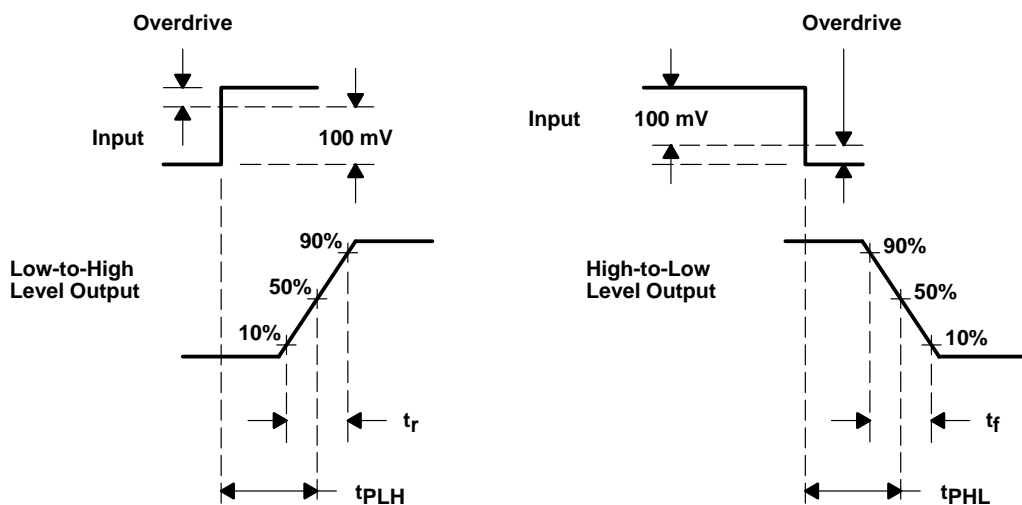 Overdrive
Input
100 mV
90%
Low-to-High
Level Output
50%
10%
tr
tPLH
Overdrive
Input
100 mV
90%
High-to-Low
Level Output
50%
10%
tf
tPHL